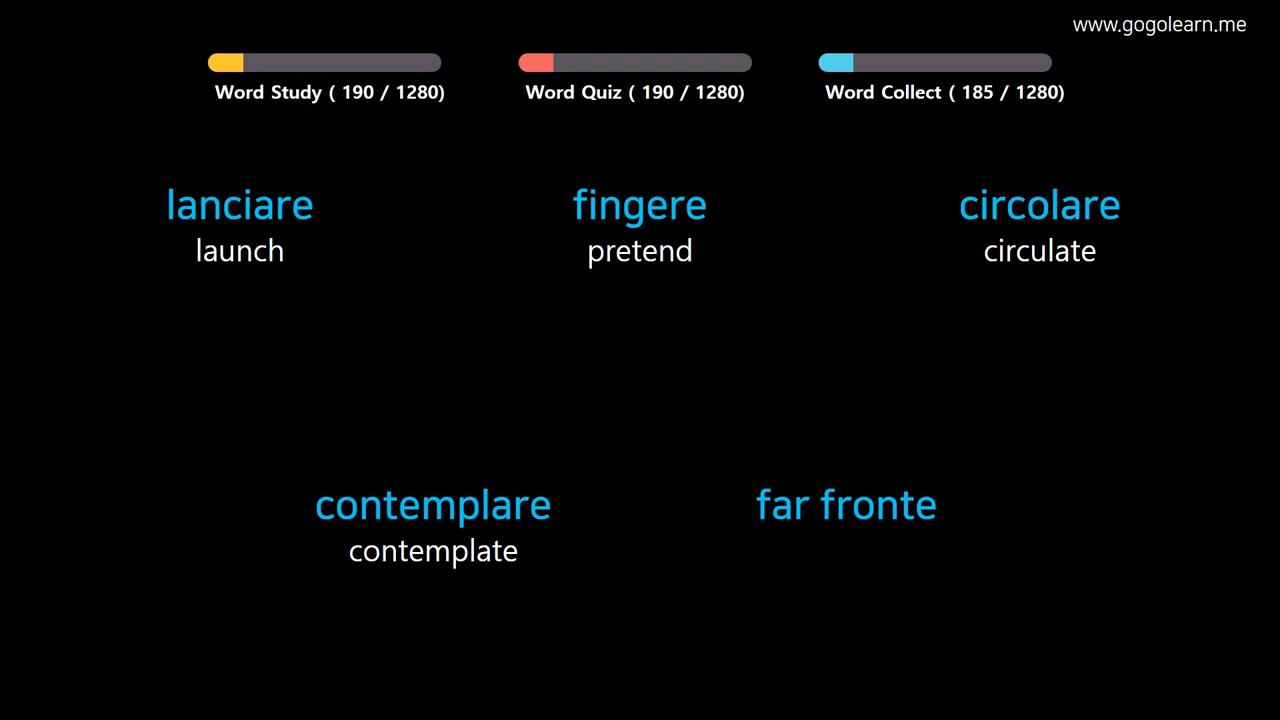 www.gogolearn.me
Word Study ( 190 / 1280)
Word Quiz ( 190 / 1280)
Word Collect ( 185 / 1280)
lanciare
launch
fingere
pretend
circolare
circulate
contemplare
contemplate
far fronte